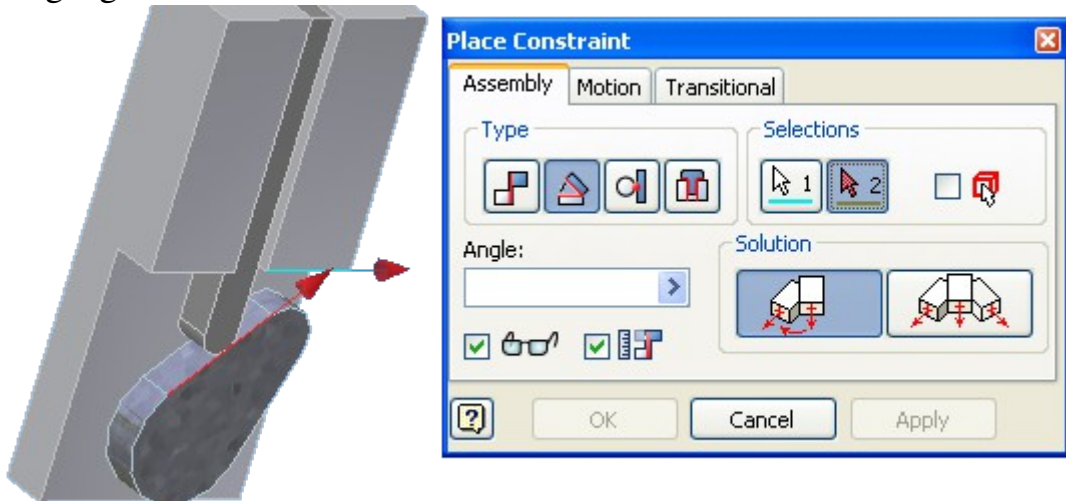 Place Constraint
Assembly Motion Transitional
Type
Selections
1
2
Angle:
Solution
OK
Cancel
Apply